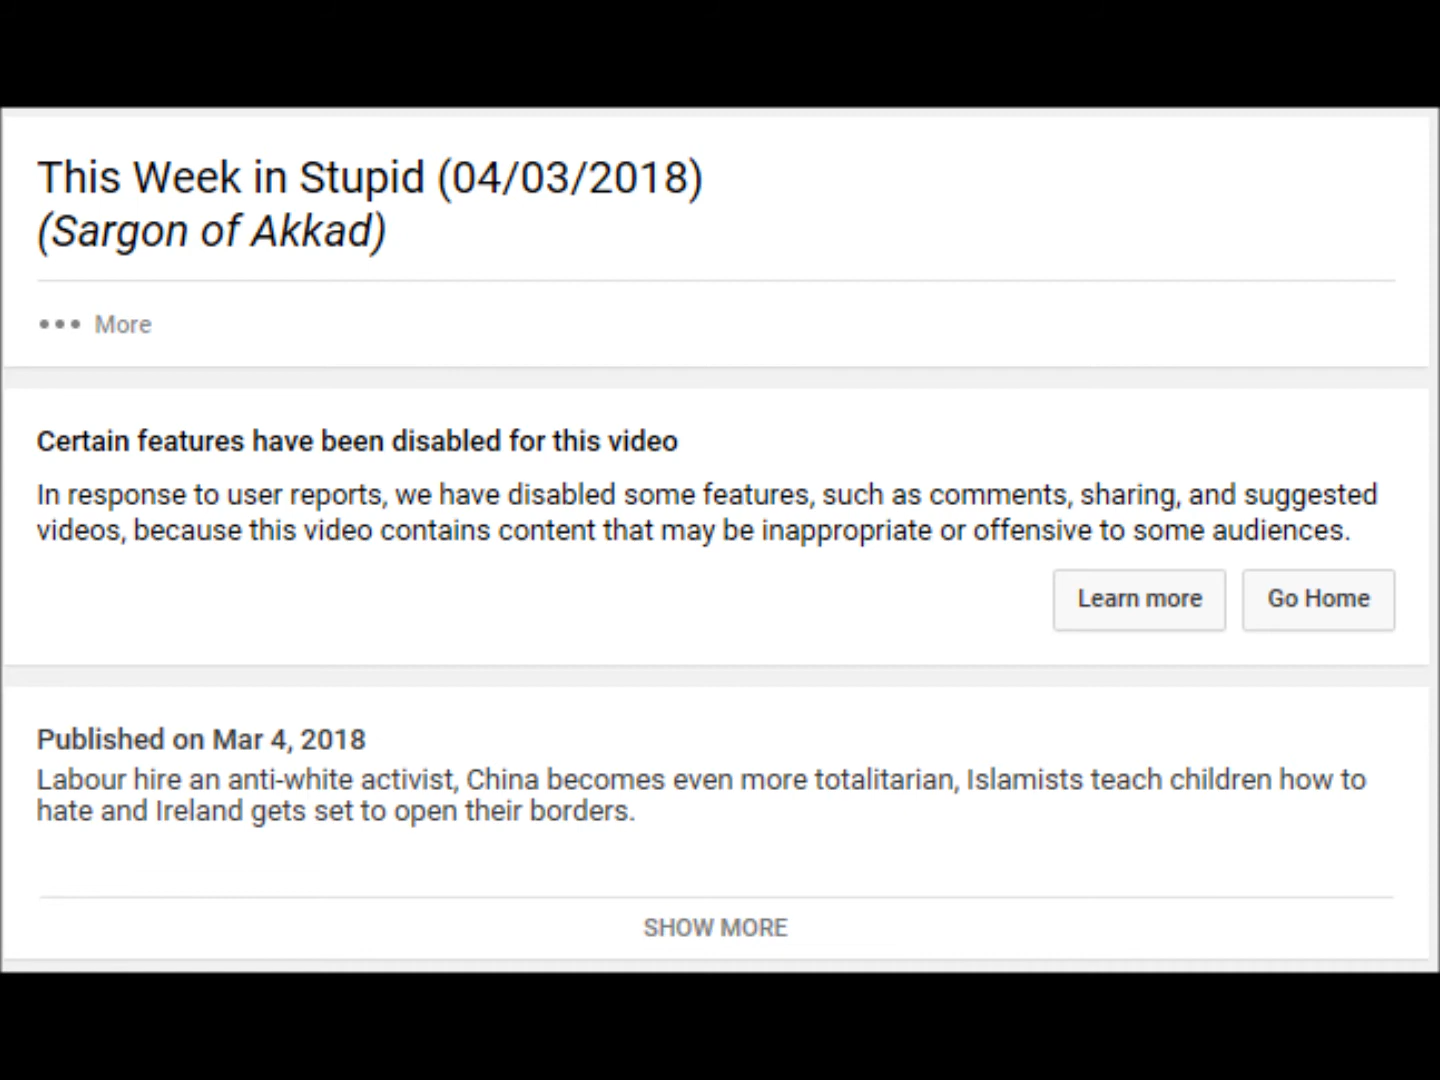 This Week in Stupid (04/03/2018)
(Sargon of Akkad)
••• More
Certain features have been disabled for this video
In response to user reports, we have disabled some features, such as comments, sharing, and suggested
videos, because this video contains content that may be inappropriate or offensive to some audiences.
Learn more Go Home
Published on Mar 4, 2018
Labour hire an anti-white activist, China becomes even more totalitarian, Islamists teach children how to
hate and Ireland gets set to open their borders.
SHOW MORE